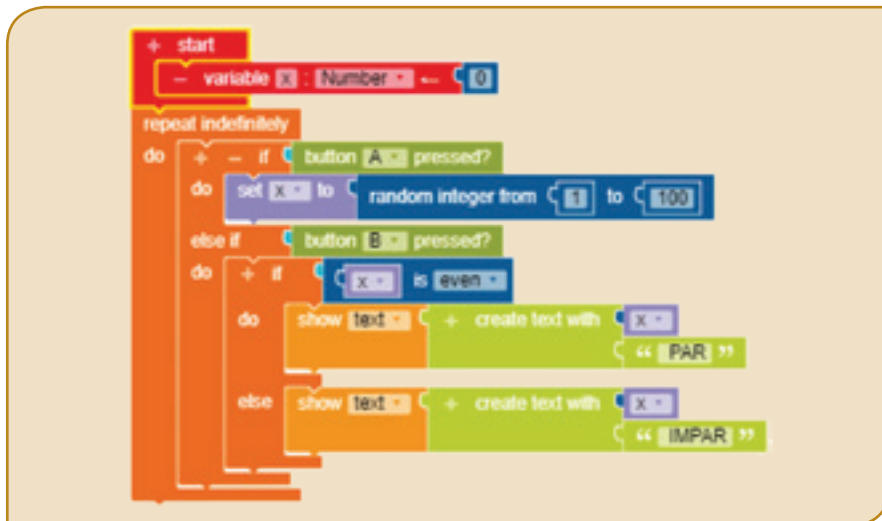 + start
− variable x : Number ← 0
repeat indefinitely
do + − if button A pressed?
do set x to random integer from 1 to 100
else if button B pressed?
do + if x is even
do show text + create text with x
“ PAR ”
else show text + create text with x
“ IMPAR ”